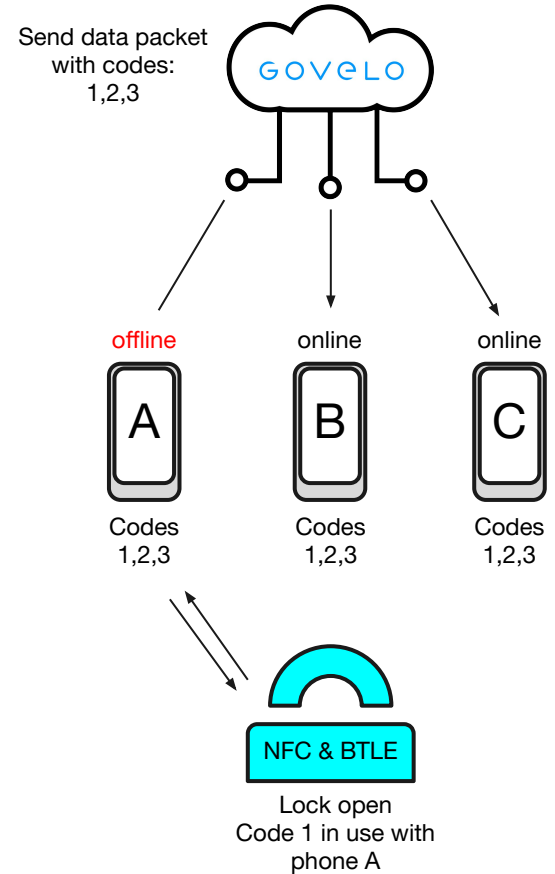 Send data packet
with codes:
1,2,3
GOVeLO
offline
online
online
A
B
C
Codes
1,2,3
Codes
1,2,3
Codes
1,2,3
NFC & BTLE
Lock open
Code 1 in use with
phone A